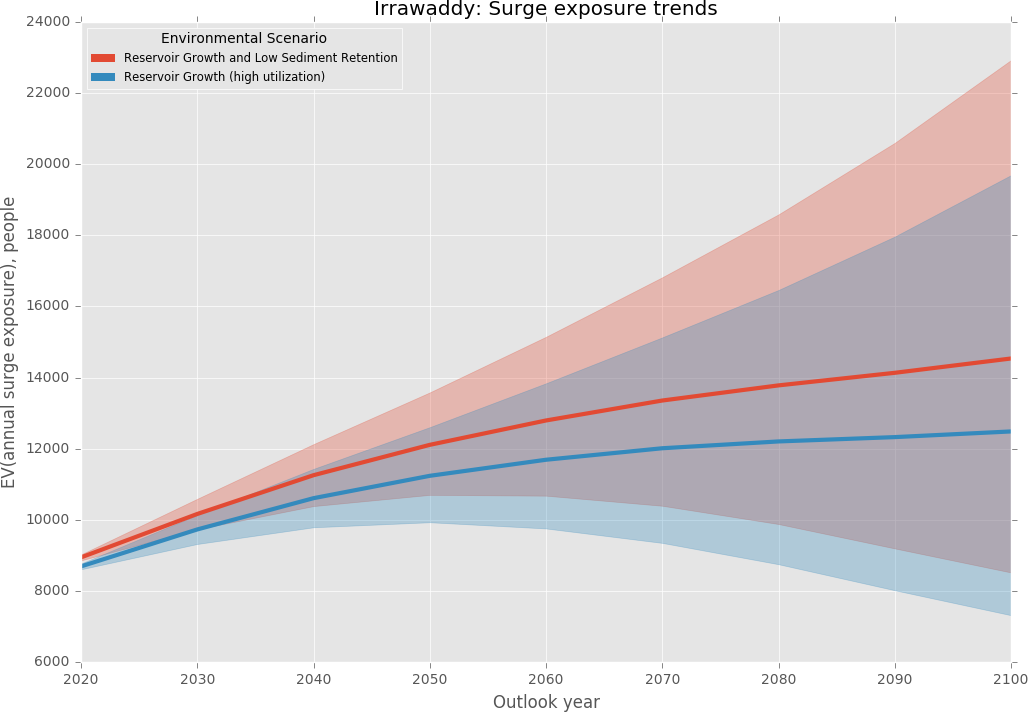 Irrawaddy: Surge exposure trends
Environmental Scenario
Reservoir Growth and Low Sediment Retention
Reservoir Growth (high utilization)
EV(annual surge exposure), people
24000
22000
20000
18000
16000
14000
12000
10000
8000
6000
2020 2030 2040 2050 2060 2070 2080 2090 2100
Outlook year